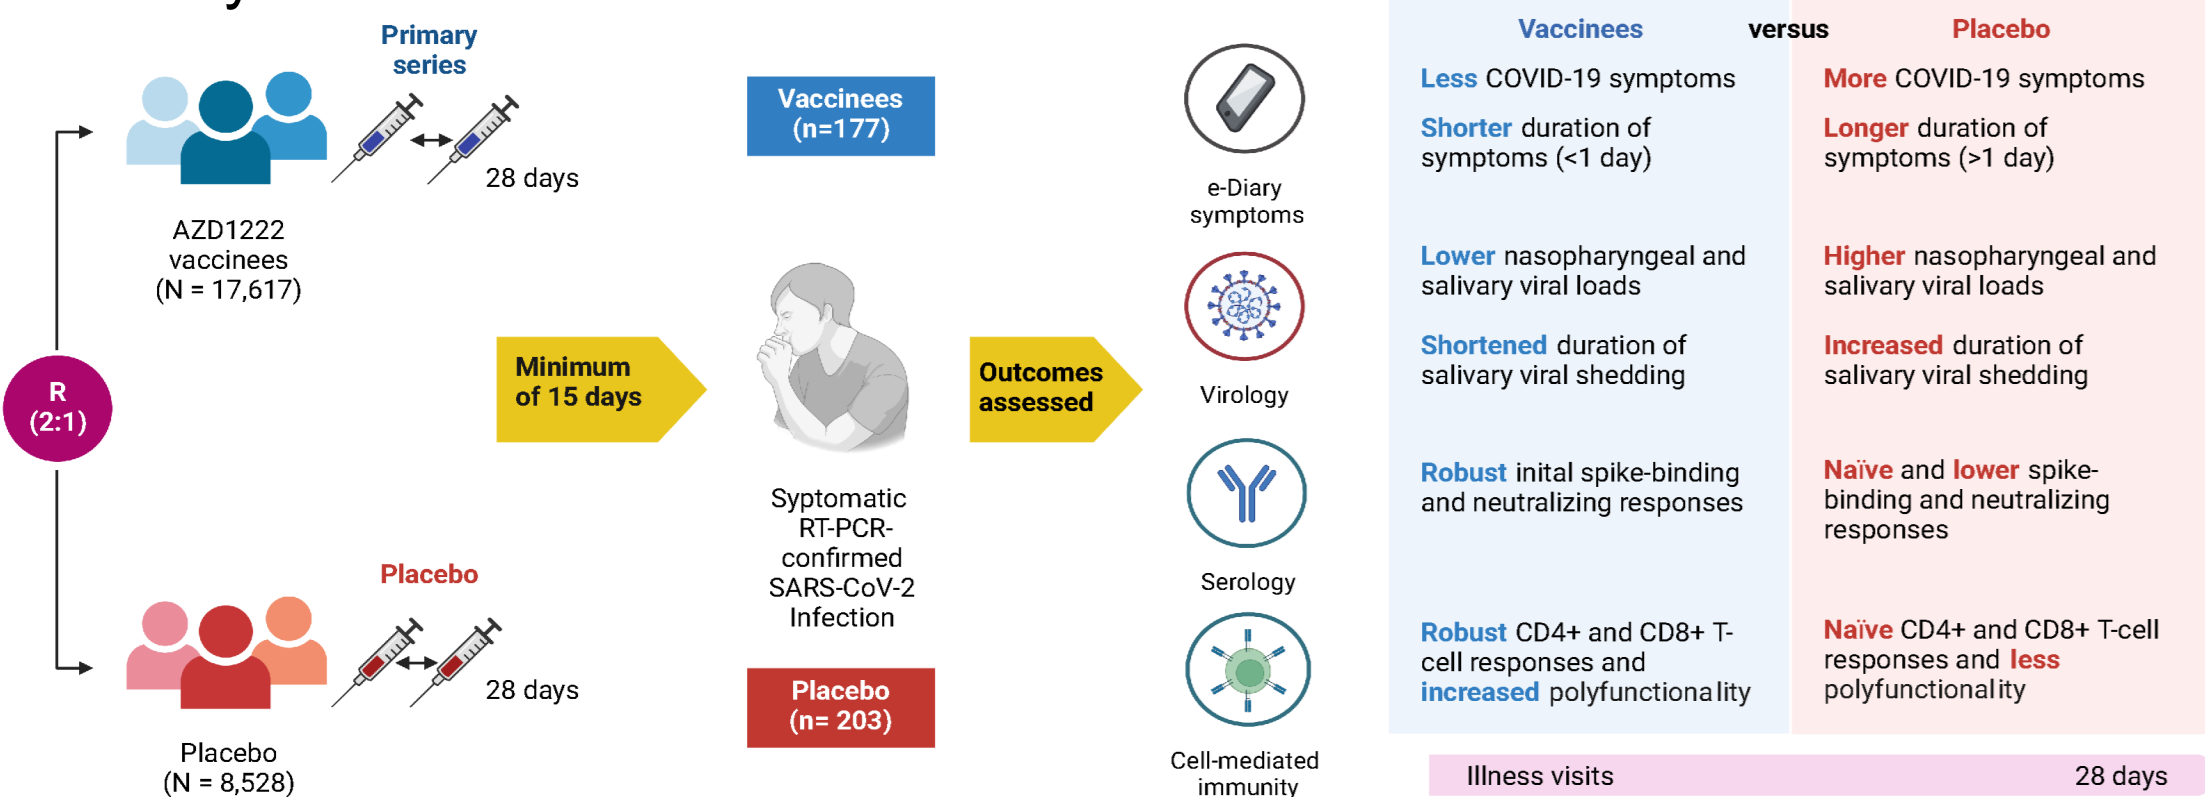 Primary
series
28 days
AZD1222
vaccinees
(N = 17,617)
R
(2:1)
Placebo
28 days
Placebo
(N = 8,528)
Minimum
of 15 days
Vaccinees
(n=177)
Syptomatic
RT-PCR-
confirmed
SARS-CoV-2
Infection
Placebo
(n= 203)
Outcomes
assessed
e-Diary
symptoms
Virology
Serology
Cell-mediated
immunity
Vaccinees versus Placebo
Less COVID-19 symptoms
Shorter duration of
symptoms (<1 day)
Lower nasopharyngeal and
salivary viral loads
Shortened duration of
salivary viral shedding
Robust inital spike-binding
and neutralizing responses
Robust CD4+ and CD8+ T-
cell responses and
increased polyfunctionality
More COVID-19 symptoms
Longer duration of
symptoms (>1 day)
Higher nasopharyngeal and
salivary viral loads
Increased duration of
salivary viral shedding
Naïve and lower spike-
binding and neutralizing
responses
Naïve CD4+ and CD8+ T-cell
responses and less
polyfunctionality
Illness visits 28 days